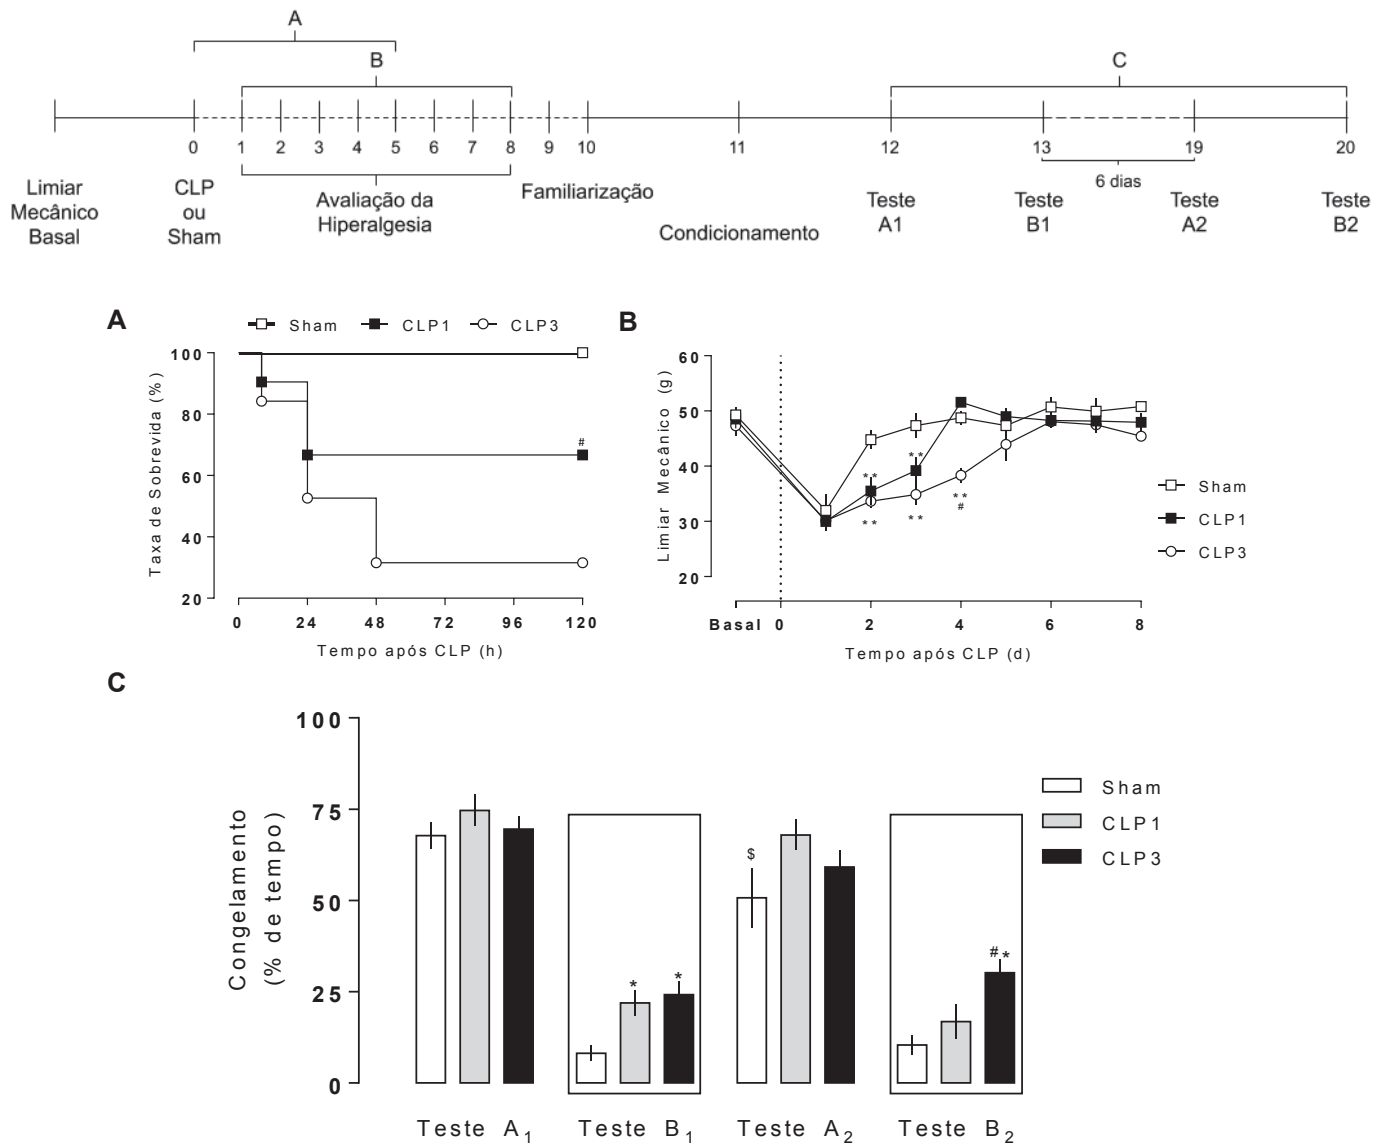 A
B
C
0 1 2 3 4 5 6 7 8 9 10 11 12 13 19 20
6 dias
Limiar
Mecânico
Basal
CLP
ou
Sham
Avaliação da
Hiperalgesia
Familiarização
Condicionamento
Teste
A1
Teste
B1
Teste
A2
Teste
B2
A
Sham CLP1 CLP3
Taxa de Sobrevida (%)
100
80
60
40
20
#
0 24 48 72 96 120
Tempo após CLP (h)
B
Limiar Mecânico (g)
60
50
40
30
20
**
**
**
**
**
#
Basal 0 2 4 6 8
Tempo após CLP (d)
Sham
CLP1
CLP3
C
Congelamento
(% de tempo)
100
75
50
25
0
* *
$
# *
Sham
CLP1
CLP3
Teste A1 Teste B1 Teste A2 Teste B2